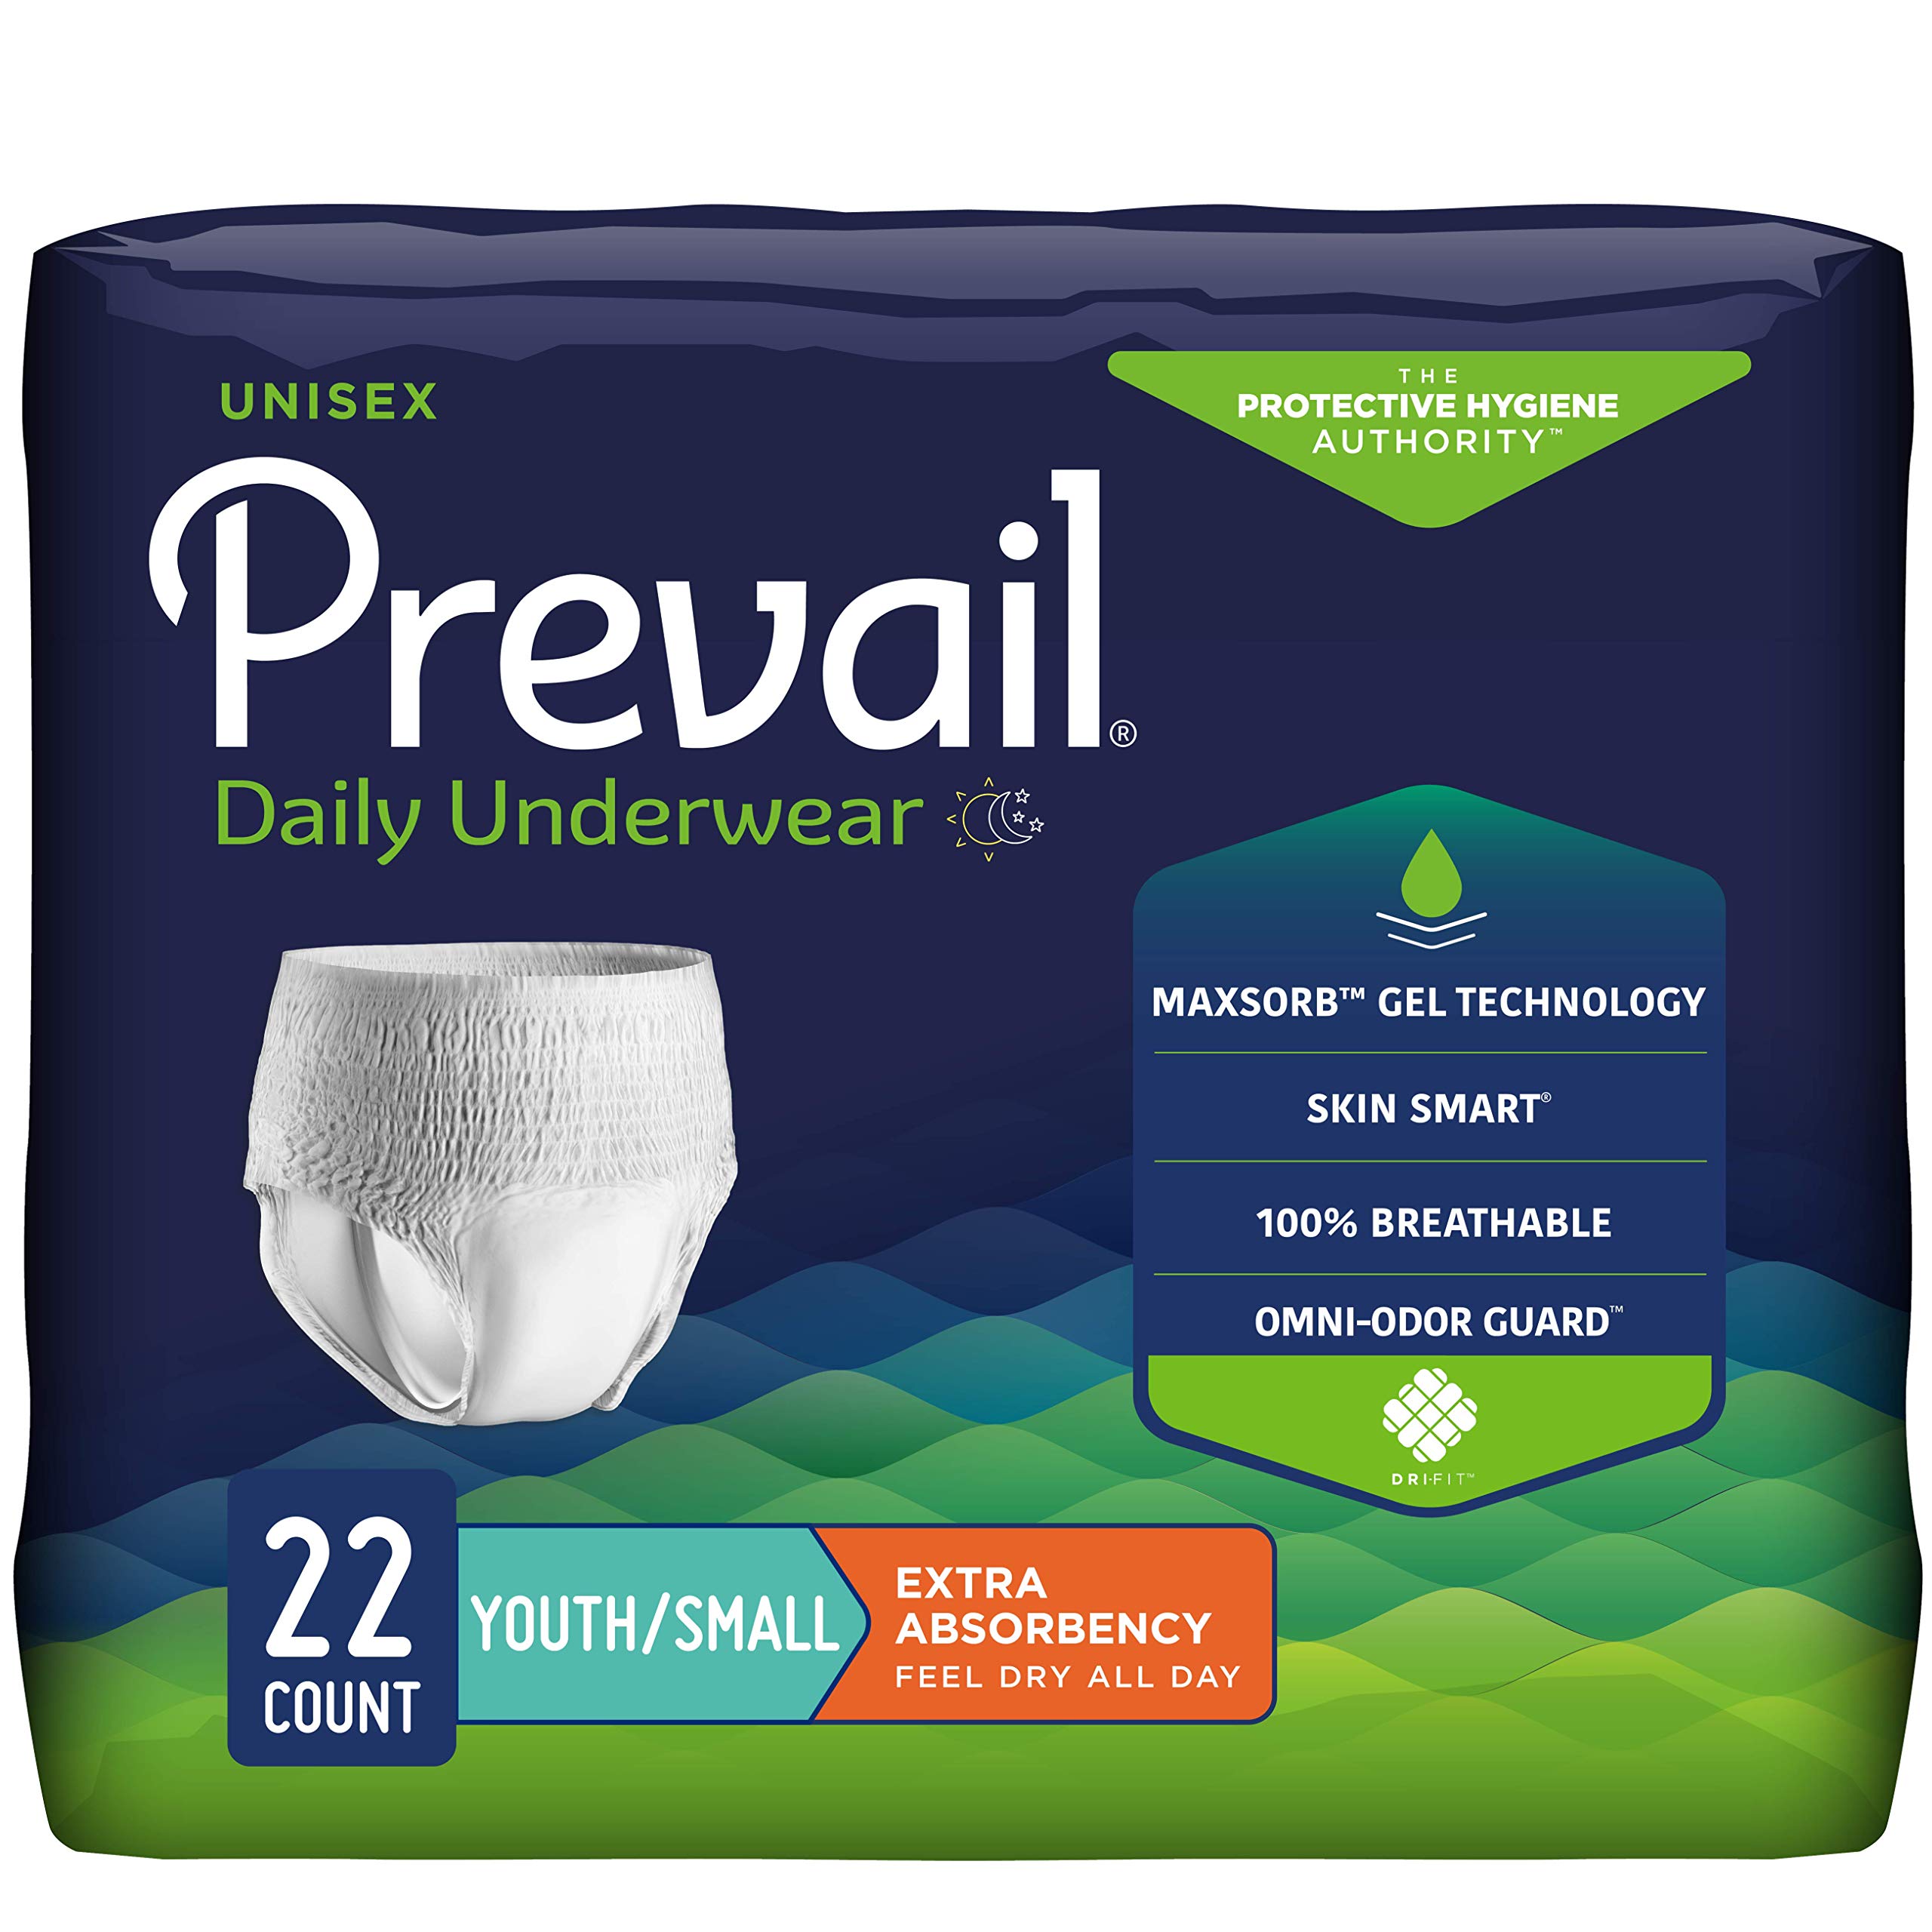 UNISEX
THE
PROTECTIVE HYGIENE
AUTHORITY™
Prevail®
Daily Underwear
MAXSORB™ GEL TECHNOLOGY
SKIN SMART®
100% BREATHABLE
OMNI-ODOR GUARD™
DRI-FIT™
22
COUNT
YOUTH/SMALL
EXTRA
ABSORBENCY
FEEL DRY ALL DAY